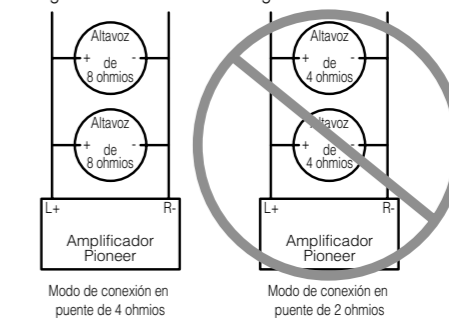 Altavoz
+ de -
8 ohmios
Altavoz
+ de -
8 ohmios
L+ R-
Amplificador
Pioneer
Modo de conexión en
puente de 4 ohmios
Altavoz
+ de -
4 ohmios
Altavoz
+ de -
4 ohmios
L+ R-
Amplificador
Pioneer
Modo de conexión en
puente de 2 ohmios